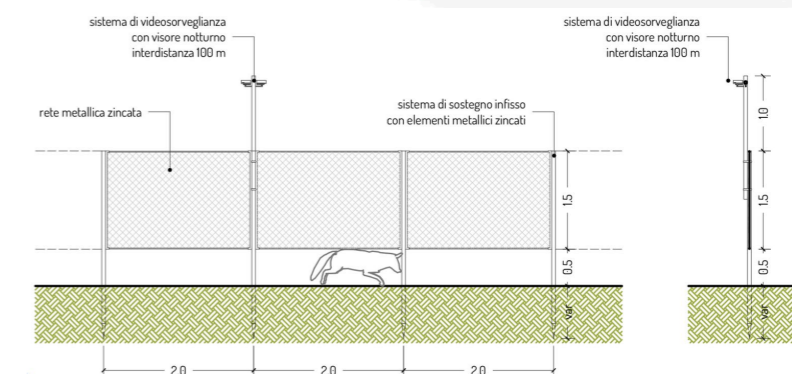 sistema di videosorveglianza
con visore notturno
interdistanza 100 m
rete metallica zincata
sistema di sostegno infisso
con elementi metallici zincati
1.5
0.5
var
2.0
2.0
2.0
sistema di videosorveglianza
con visore notturno
interdistanza 100 m
1.0
1.5
0.5
var